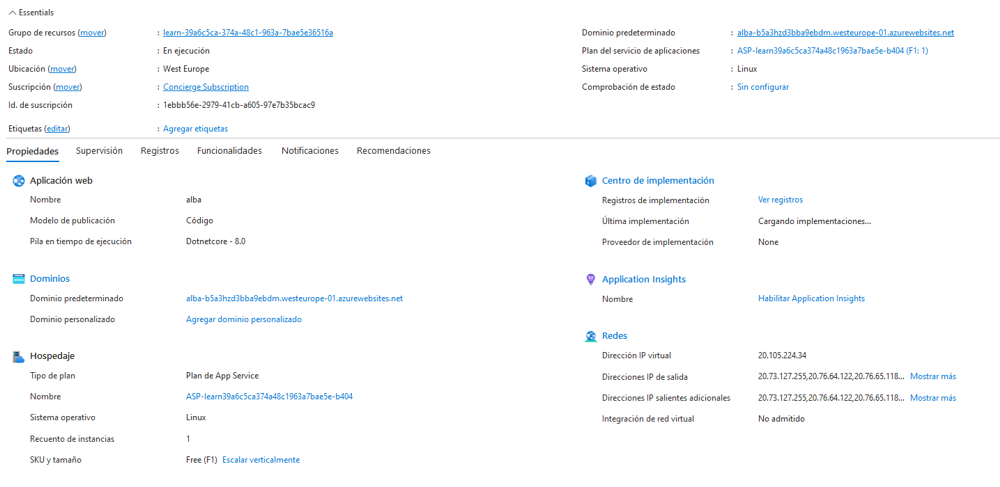 Essentials
Grupo de recursos (mover) : learn-39a6c5ca-374a-48c1-963a-7bae5e36516a
Estado : En ejecución
Ubicación (mover) : West Europe
Suscripción (mover) : Concierge Subscription
Id. de suscripción : 1ebbb56e-2979-41cb-a605-97e7b35bcac9
Etiquetas (editar) : Agregar etiquetas
Dominio predeterminado : alba-b5a3hzd3bba9ebdm.westeurope-01.azurewebsites.net
Plan del servicio de aplicaciones : ASP-learn39a6c5ca374a48c1963a7bae5e-b404 (F1: 1)
Sistema operativo : Linux
Comprobación de estado : Sin configurar
Propiedades Supervisión Registros Funcionalidades Notificaciones Recomendaciones
Aplicación web
Nombre alba
Modelo de publicación Código
Pila en tiempo de ejecución Dotnetcore - 8.0
Dominios
Dominio predeterminado alba-b5a3hzd3bba9ebdm.westeurope-01.azurewebsites.net
Dominio personalizado Agregar dominio personalizado
Hospedaje
Tipo de plan Plan de App Service
Nombre ASP-learn39a6c5ca374a48c1963a7bae5e-b404
Sistema operativo Linux
Recuento de instancias 1
SKU y tamaño Free (F1) Escalar verticalmente
Centro de implementación
Registros de implementación Ver registros
Última implementación Cargando implementaciones...
Proveedor de implementación None
Application Insights
Nombre Habilitar Application Insights
Redes
Dirección IP virtual 20.105.224.34
Direcciones IP de salida 20.73.127.255,20.76.64.122,20.76.65.118... Mostrar más
Direcciones IP salientes adicionales 20.73.127.255,20.76.64.122,20.76.65.118... Mostrar más
Integración de red virtual No admitido